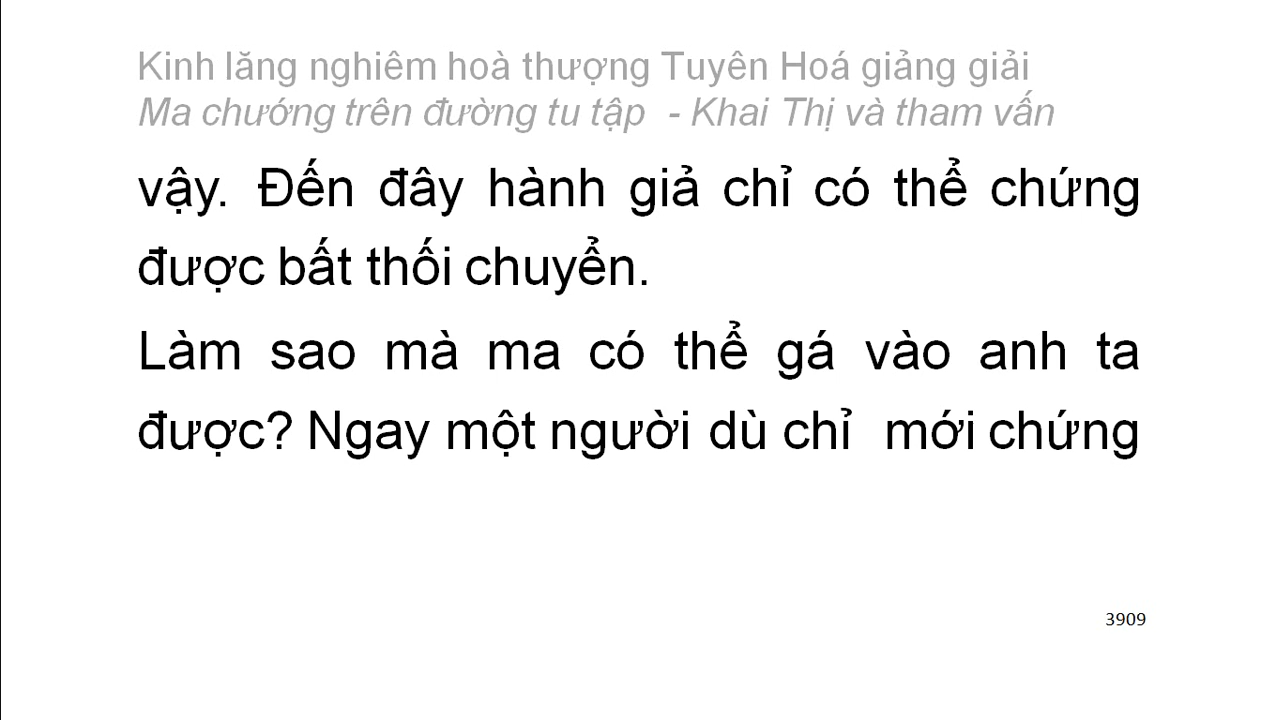 Kinh lăng nghiêm hoà thượng Tuyên Hoá giảng giải
Ma chướng trên đường tu tập - Khai Thị và tham vấn
vậy. Đến đây hành giả chỉ có thể chứng
được bất thối chuyển.
Làm sao mà ma có thể gá vào anh ta
được? Ngay một người dù chỉ mới chứng
3909